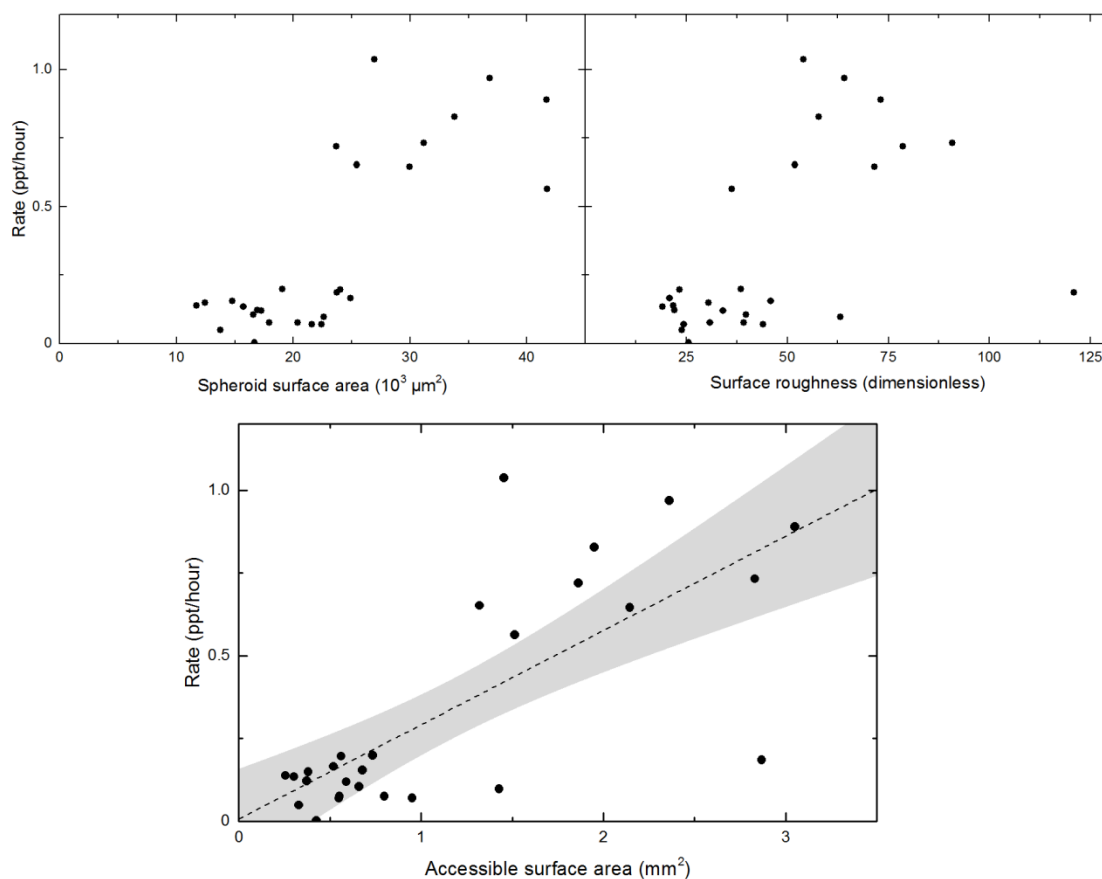 Rate (ppt/hour)
1.0
0.5
0
0 10 20 30 40
25 50 75 100 125
Spheroid surface area (10³ µm²)
Surface roughness (dimensionless)
Rate (ppt/hour)
1.0
0.5
0
0 1 2 3
Accessible surface area (mm²)